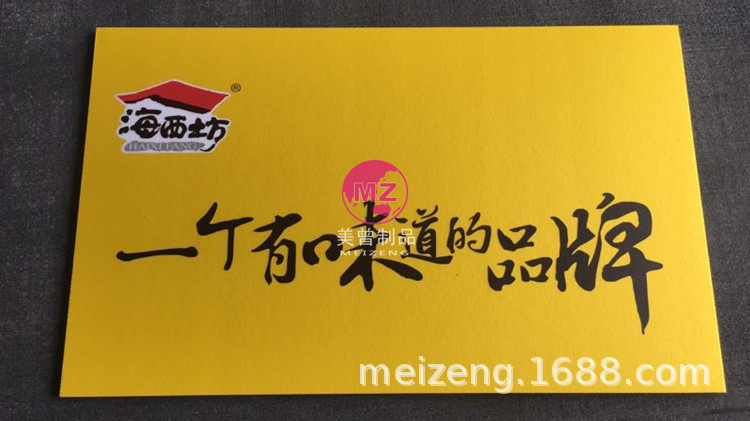 ®
海西坊
HAIXIFANG
MZ
一个有味道的品牌
美曾制品
MEIZENG
meizeng.1688.com